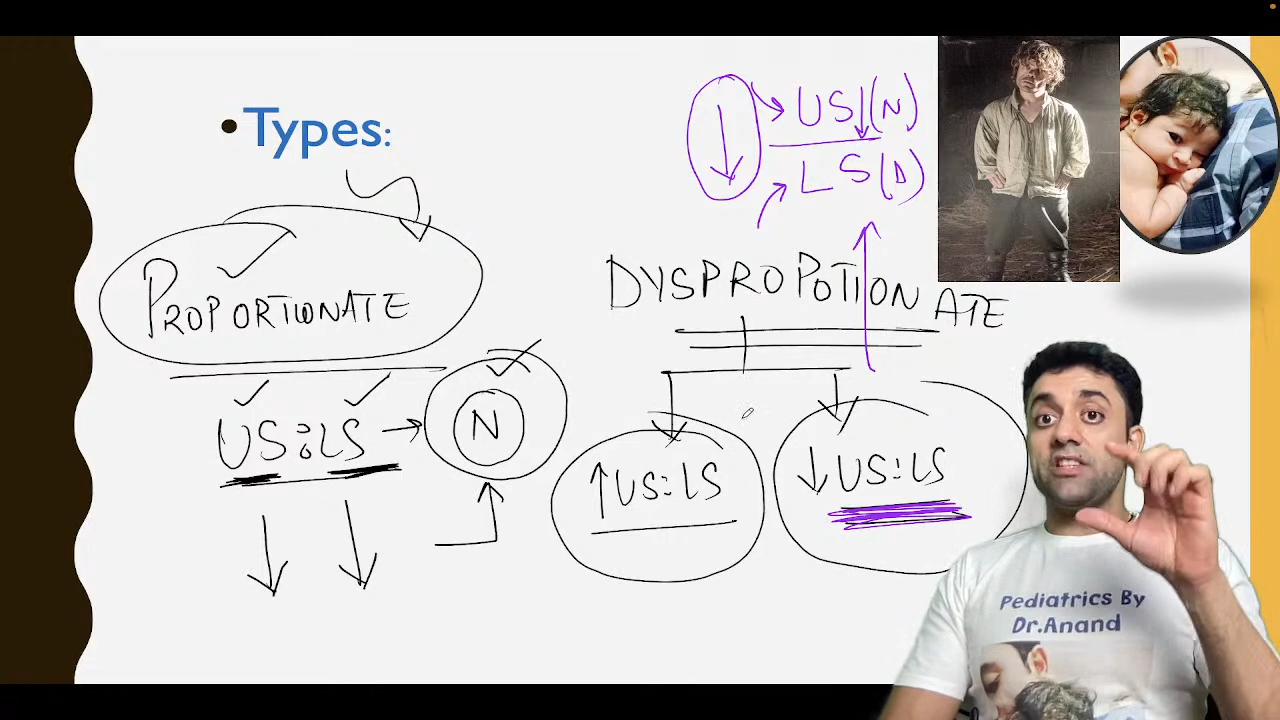 • Types:
↓ US↓(N)
LS(D)
PROPORTIONATE
DYSPROPOTIONATE
US:LS → N
↑US:LS
↓US:LS
Pediatrics By
Dr.Anand